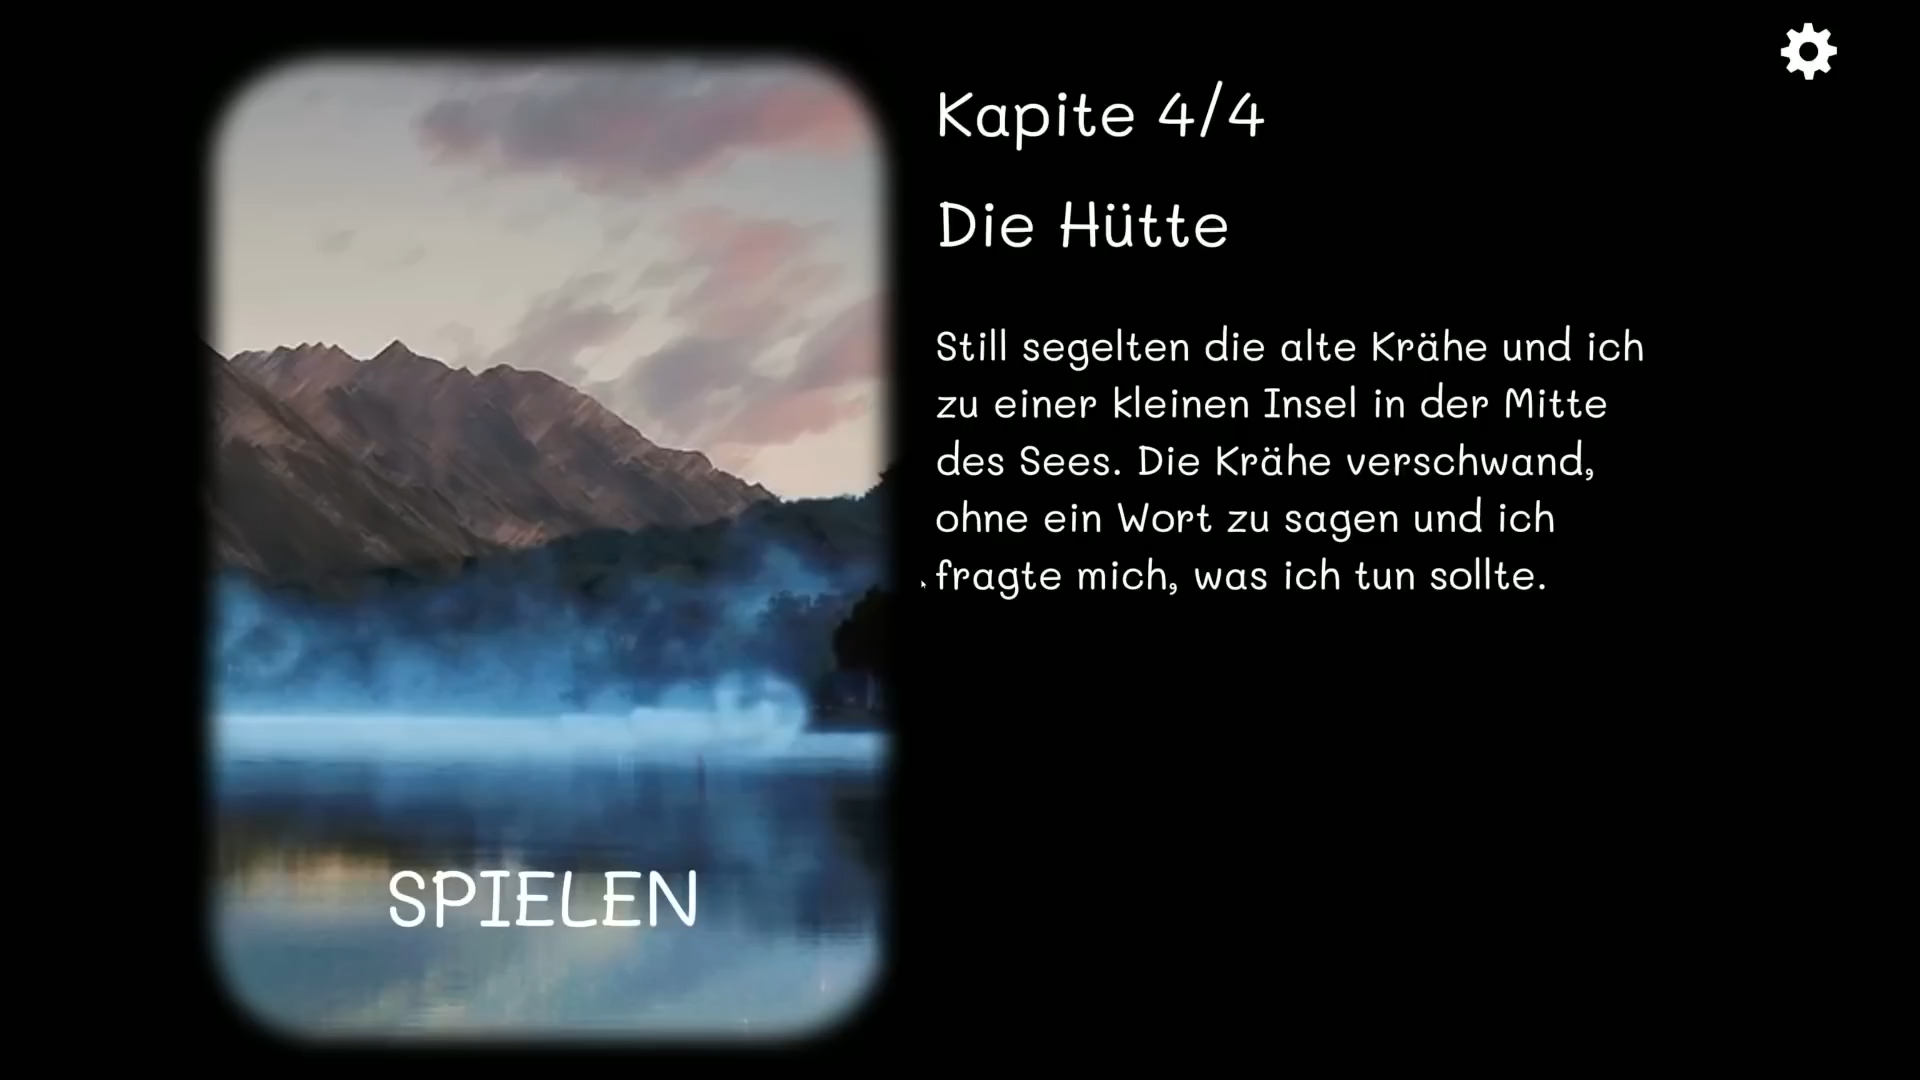 Kapite 4/4
Die Hütte
Still segelten die alte Krähe und ich
zu einer kleinen Insel in der Mitte
des Sees. Die Krähe verschwand,
ohne ein Wort zu sagen und ich
fragte mich, was ich tun sollte.
SPIELEN